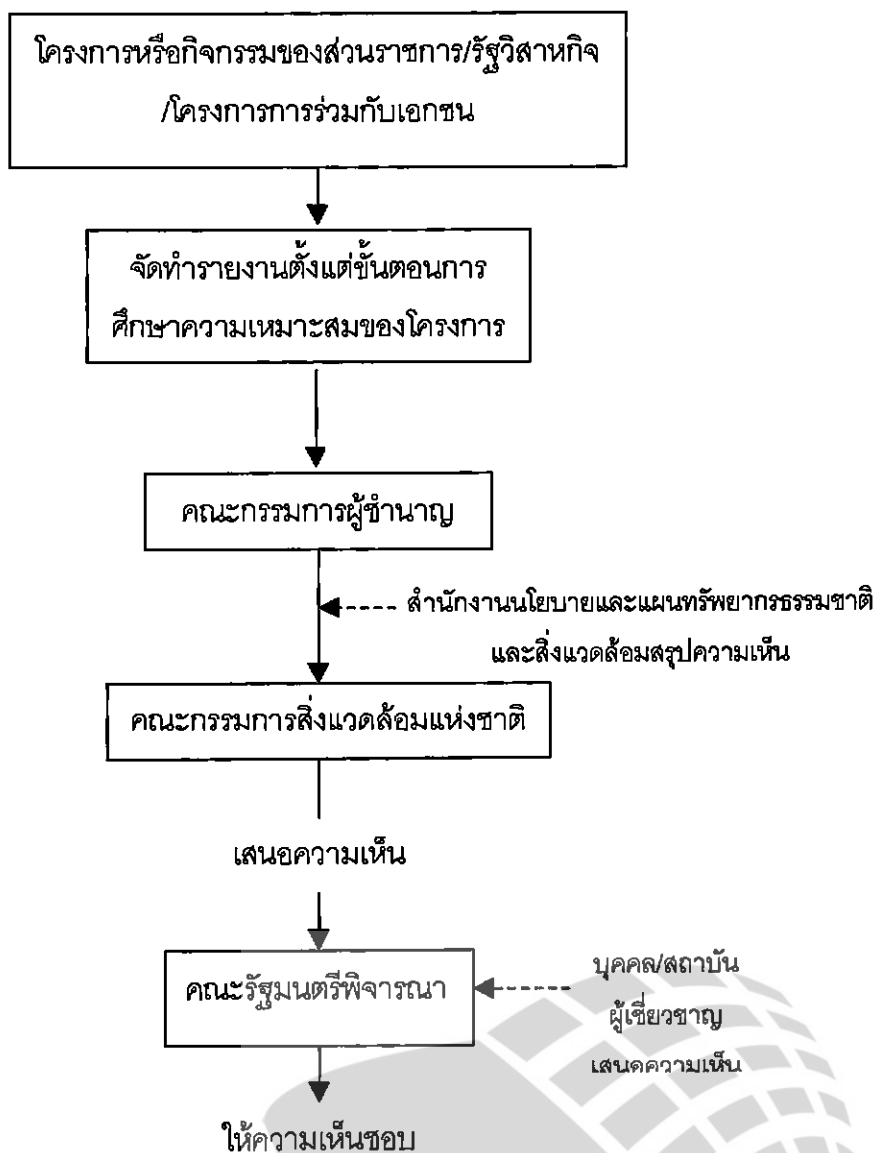 โครงการหรือกิจกรรมของส่วนราชการ/รัฐวิสาหกิจ
/โครงการการร่วมกับเอกชน
จัดทำรายงานตั้งแต่ขั้นตอนการ
ศึกษาความเหมาะสมของโครงการ
คณะกรรมการผู้ชำนาญ
สำนักงานนโยบายและแผนทรัพยากรธรรมชาติ
และสิ่งแวดล้อมสรุปความเห็น
คณะกรรมการสิ่งแวดล้อมแห่งชาติ
เสนอความเห็น
คณะรัฐมนตรีพิจารณา
บุคคล/สถาบัน
ผู้เชี่ยวชาญ
เสนอความเห็น
ให้ความเห็นชอบ